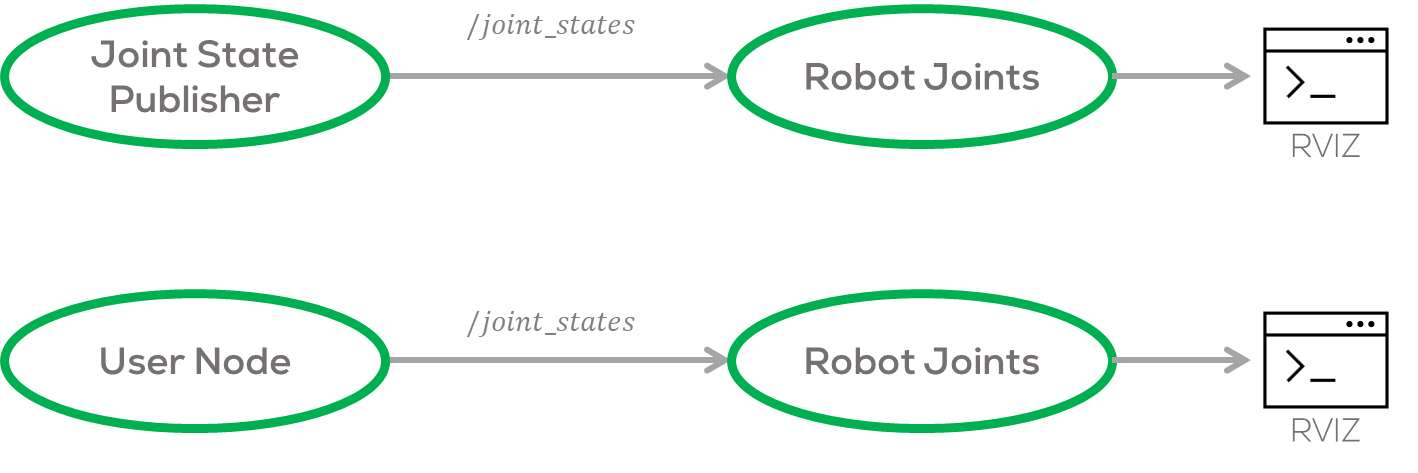 /joint_states
Joint State
Publisher
Robot Joints
RVIZ
/joint_states
User Node
Robot Joints
RVIZ